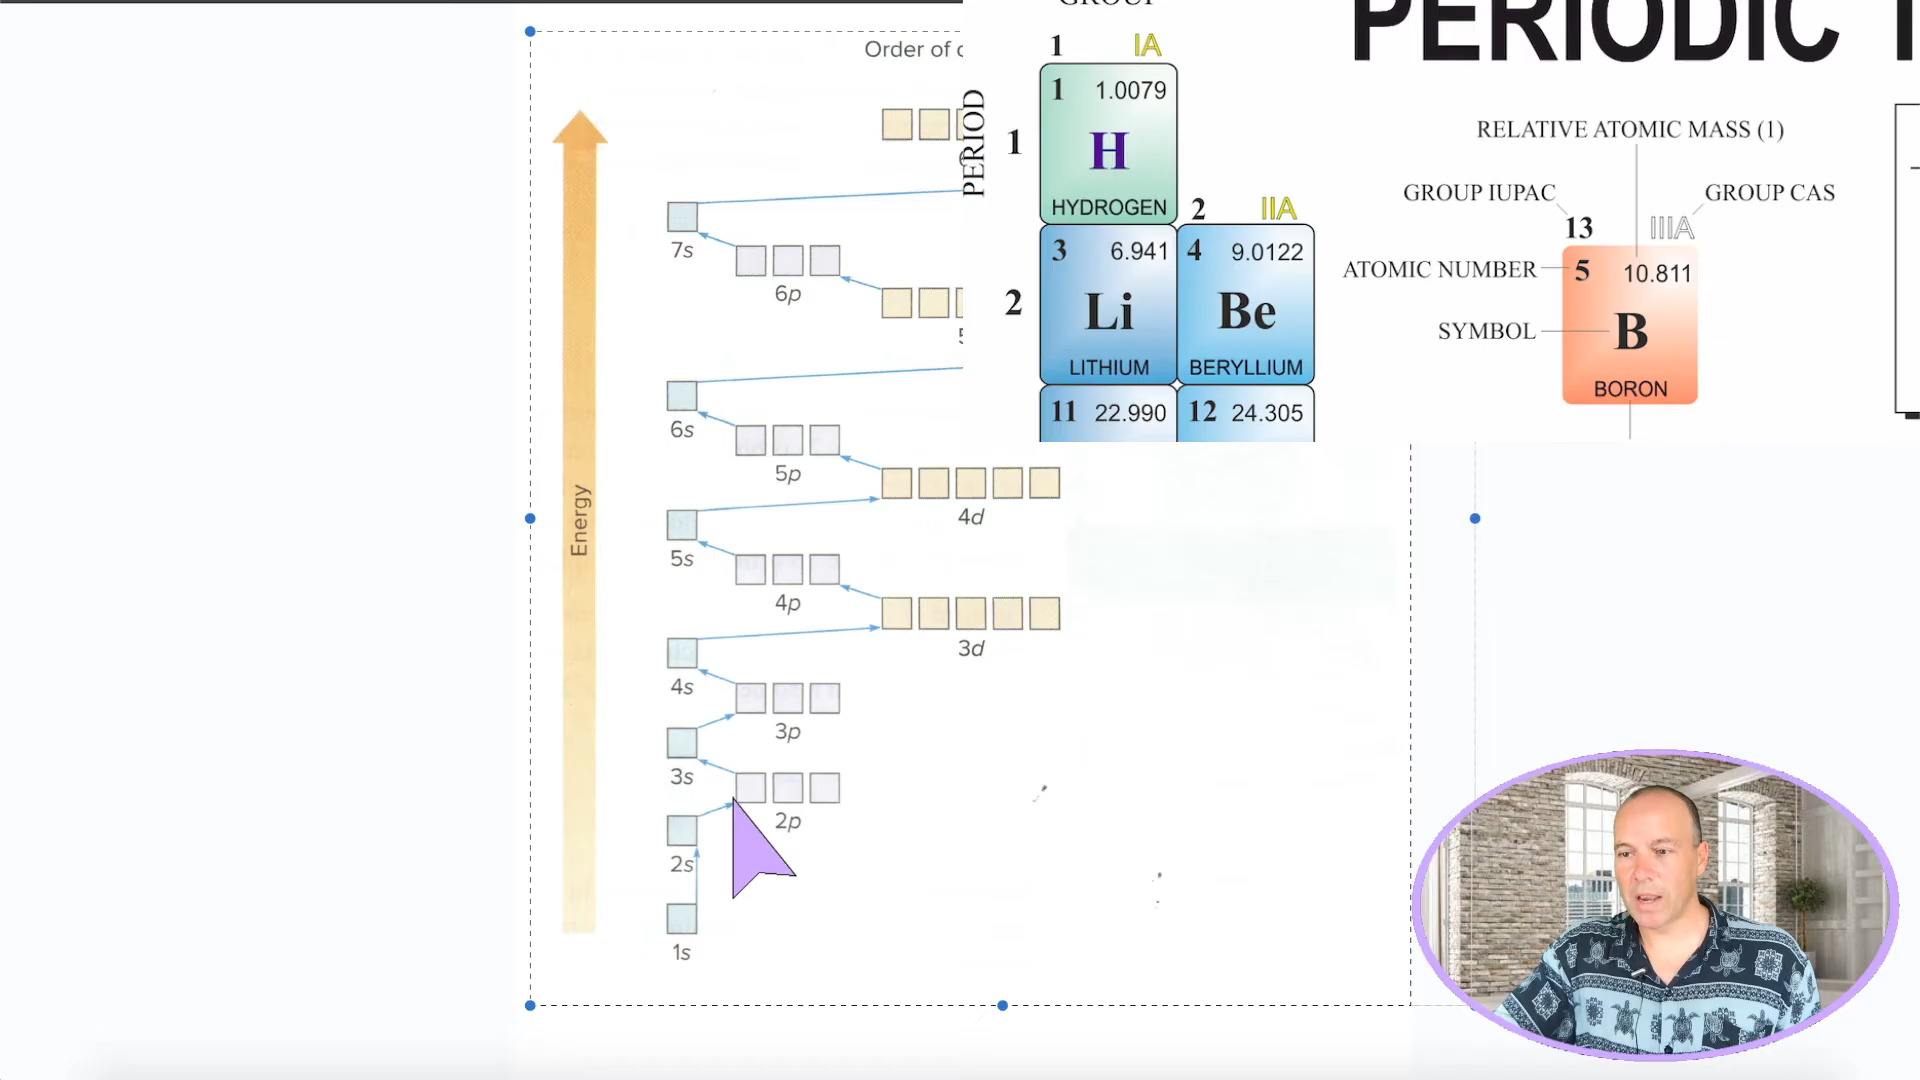 Order of
Energy
7s
6p
6s
5p
4d
5s
4p
3d
4s
3p
3s
2p
2s
1s
PERIODIC
1 IA
PERIOD
1
1 1.0079
H
HYDROGEN
2 IIA
2
3 6.941
Li
LITHIUM
4 9.0122
Be
BERYLLIUM
11 22.990
12 24.305
RELATIVE ATOMIC MASS (1)
GROUP IUPAC
GROUP CAS
13 IIIA
ATOMIC NUMBER
5 10.811
SYMBOL
B
BORON